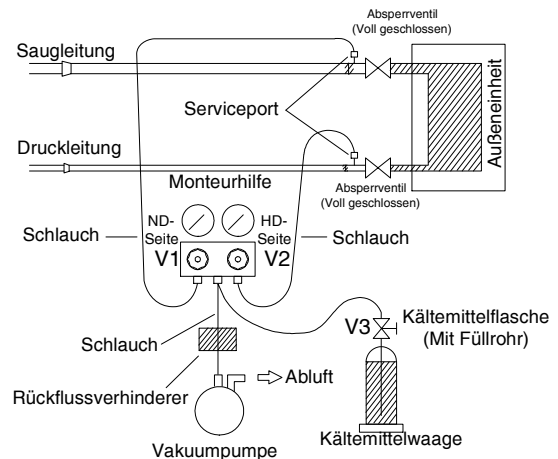 Absperrventil
(Voll geschlossen)
Saugleitung
Außeneinheit
Serviceport
Druckleitung
Monteurhilfe
Absperrventil
(Voll geschlossen)
ND-
Seite
HD-
Seite
Schlauch
V1
V2
Schlauch
V3
Kältemittelflasche
(Mit Füllrohr)
Schlauch
Rückflussverhinderer
Abluft
Vakuumpumpe
Kältemittelwaage